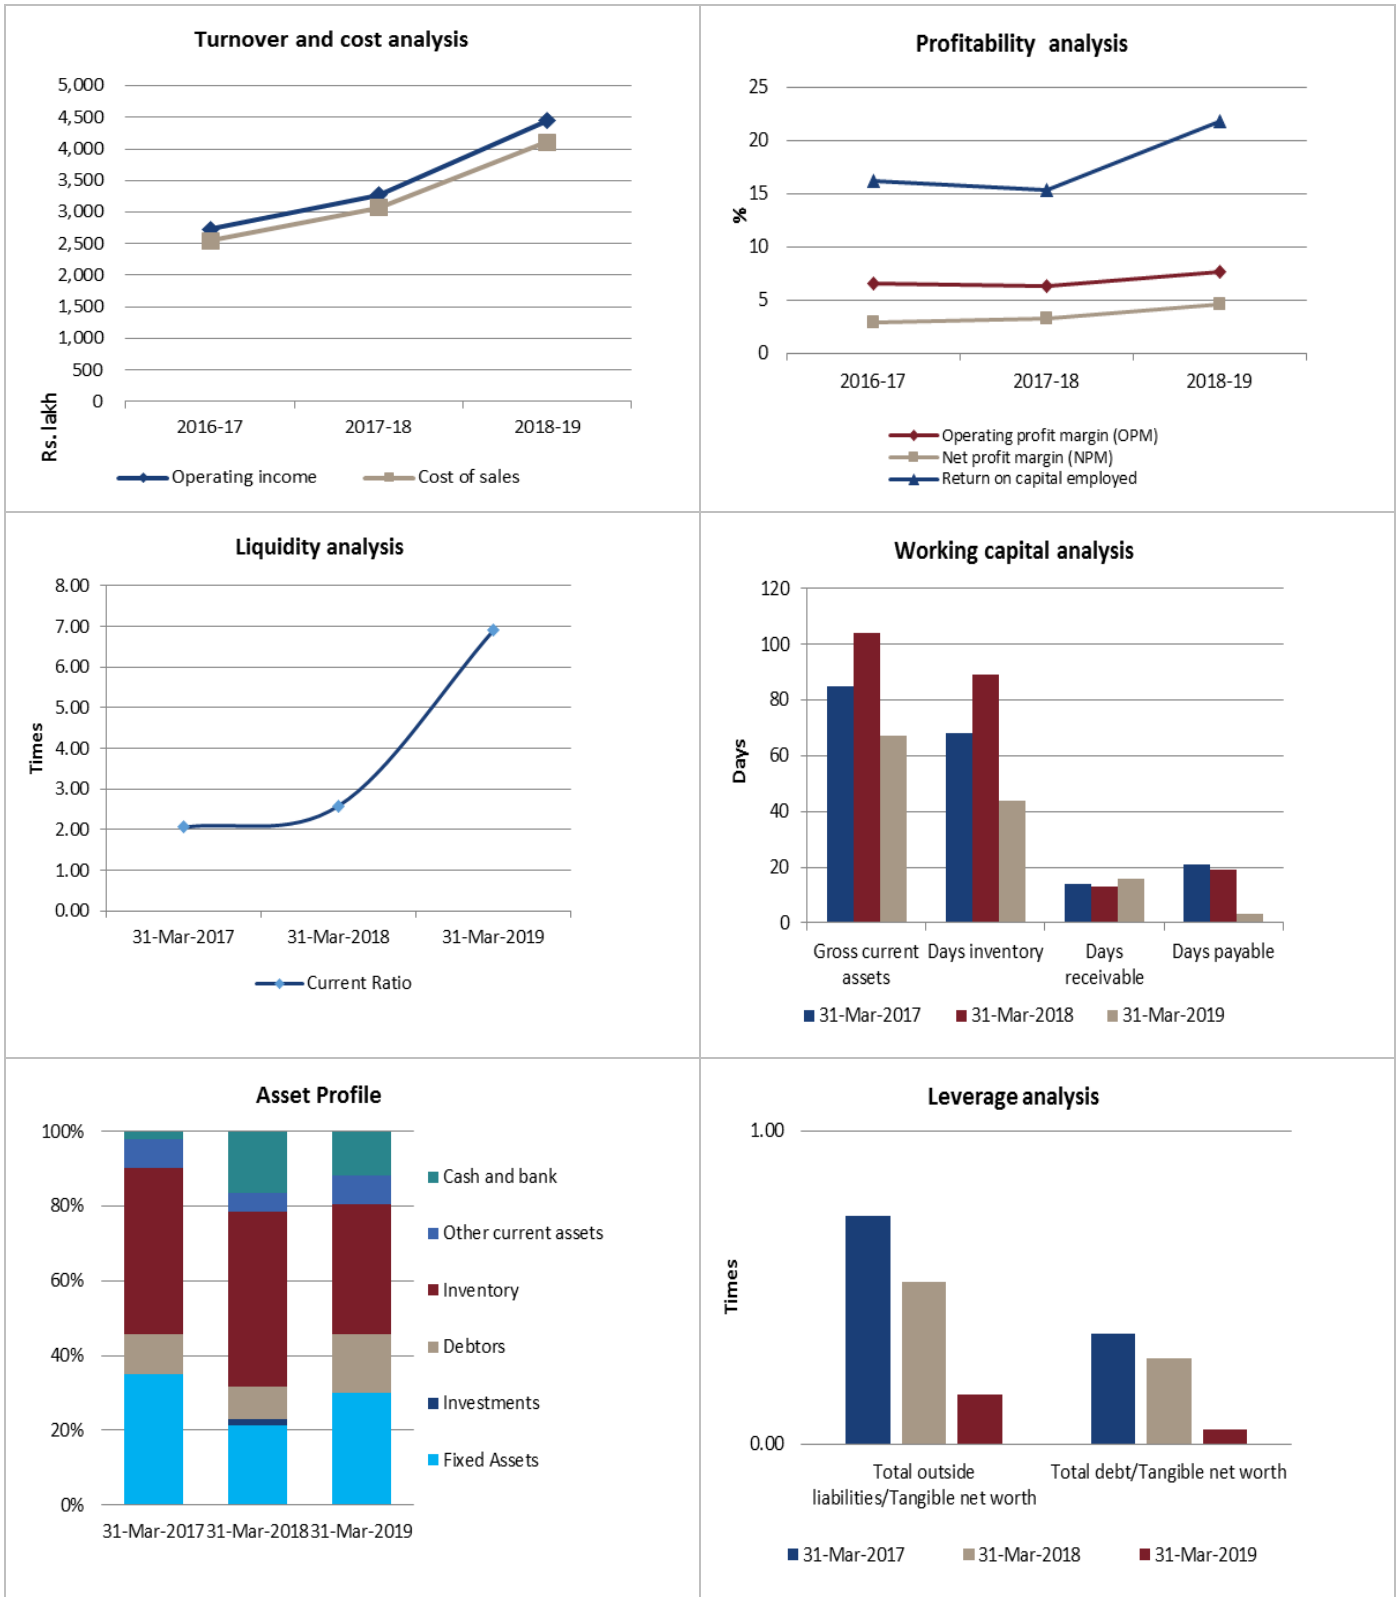 Turnover and cost analysis
5,000
4,500
4,000
3,500
3,000
2,500
2,000
1,500
1,000
500
0
Rs. lakh
2016-17 2017-18 2018-19
Operating income Cost of sales
Profitability analysis
25
20
15
10
5
0
%
2016-17 2017-18 2018-19
Operating profit margin (OPM)
Net profit margin (NPM)
Return on capital employed
Liquidity analysis
8.00
7.00
6.00
5.00
4.00
3.00
2.00
1.00
0.00
Times
31-Mar-2017 31-Mar-2018 31-Mar-2019
Current Ratio
Working capital analysis
120
100
80
60
40
20
0
Days
Gross current Days inventory Days Days payable
assets receivable
31-Mar-2017 31-Mar-2018 31-Mar-2019
Asset Profile
100%
80%
60%
40%
20%
0%
31-Mar-2017 31-Mar-2018 31-Mar-2019
Cash and bank
Other current assets
Inventory
Debtors
Investments
Fixed Assets
Leverage analysis
1.00
0.00
Times
Total outside Total debt/Tangible net worth
liabilities/Tangible net worth
31-Mar-2017 31-Mar-2018 31-Mar-2019